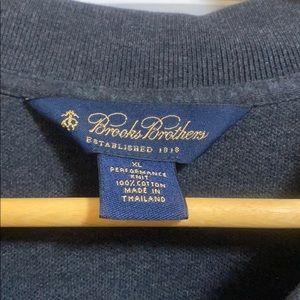 Brooks Brothers
ESTABLISHED 1818
XL
PERFORMANCE
KNIT
100% COTTON
MADE IN
THAILAND